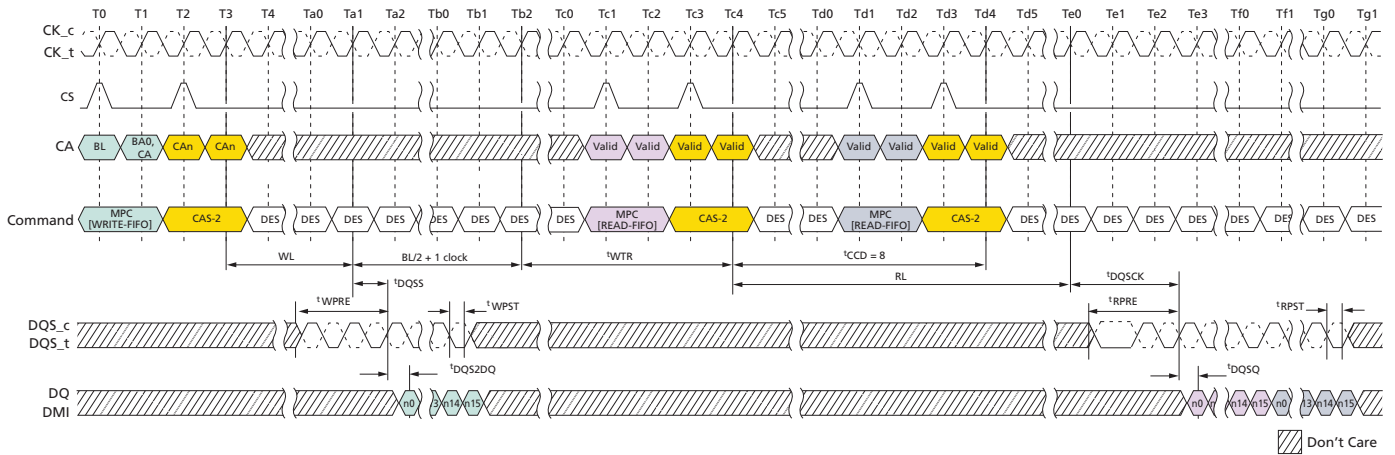 T0 T1 T2 T3 T4 Ta0 Ta1 Ta2 Tb0 Tb1 Tb2 Tc0 Tc1 Tc2 Tc3 Tc4 Tc5 Td0 Td1 Td2 Td3 Td4 Td5 Te0 Te1 Te2 Te3 Tf0 Tf1 Tg0 Tg1
CK_c
CK_t
CS
CA BL BA0, CA CAn CAn Valid Valid Valid Valid Valid Valid Valid Valid
Command MPC [WRITE-FIFO] CAS-2 DES DES DES DES DES DES DES DES MPC [READ-FIFO] CAS-2 DES DES MPC [READ-FIFO] CAS-2 DES DES DES DES DES DES DES DES DES
WL BL/2 + 1 clock tWTR tCCD = 8
RL tDQSCK
tDQSS
tWPRE tWPST tRPRE tRPST
DQS_c
DQS_t
tDQS2DQ tDQSQ
DQ
DMI
n0 13 n14 n15 n0 n n14 n15 n0 13 n14 n15
Don't Care